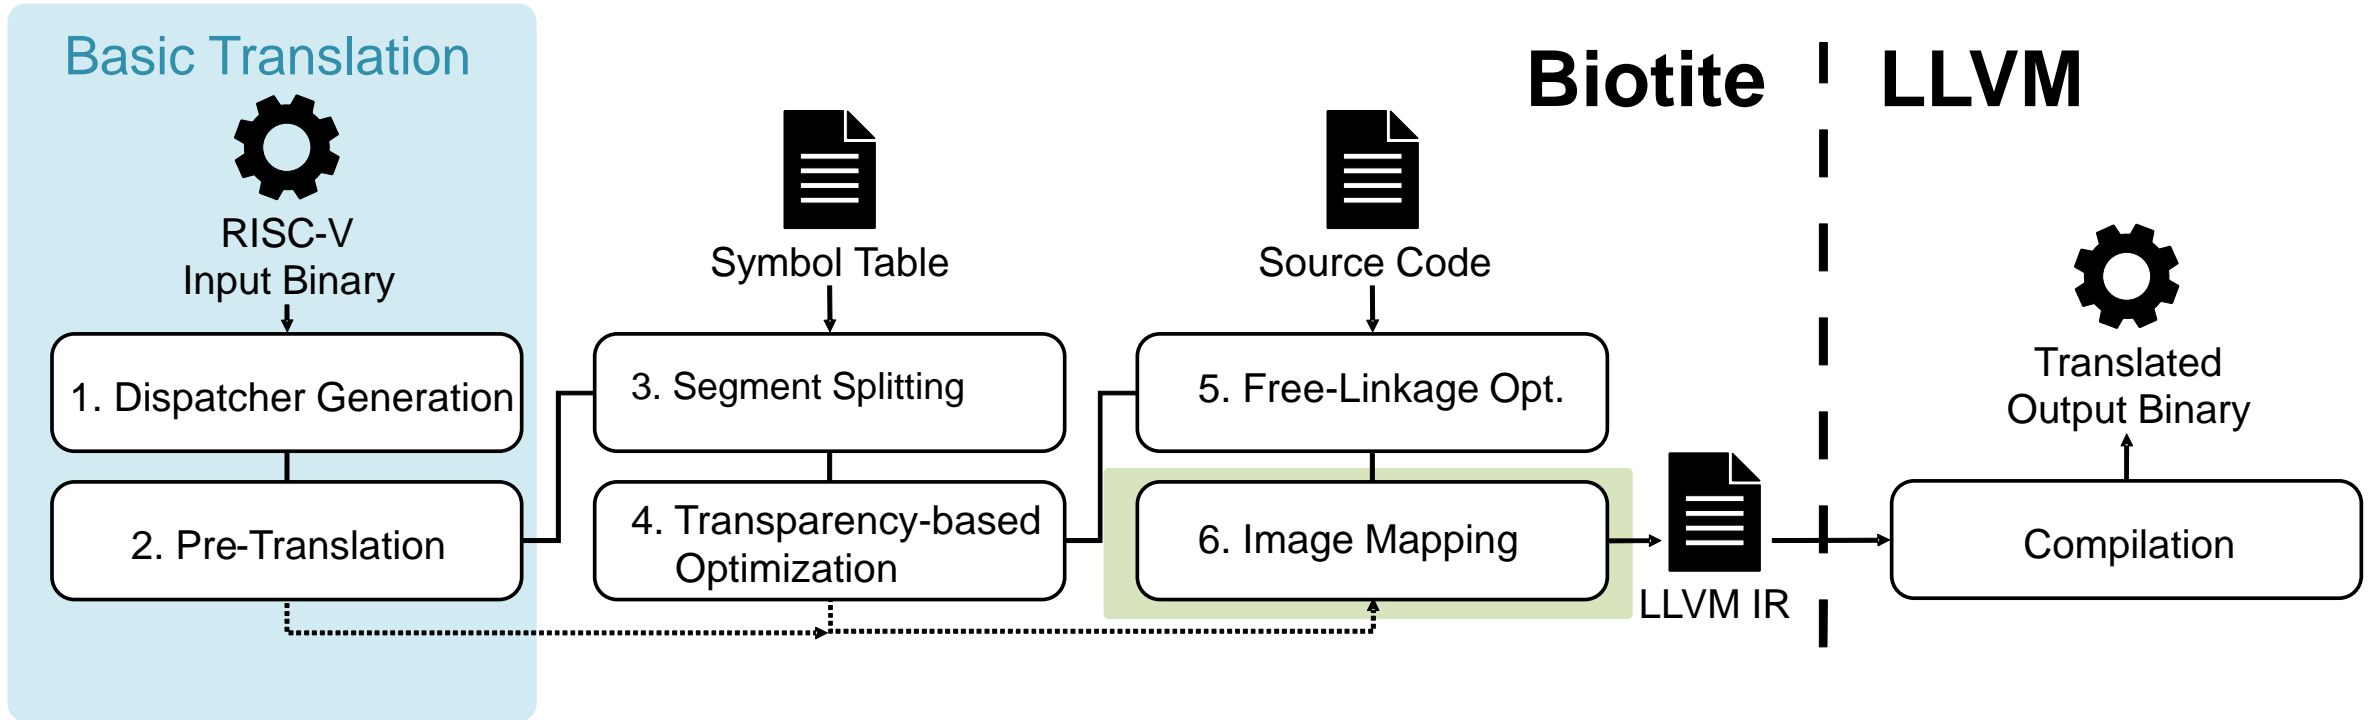 Basic Translation
RISC-V
Input Binary
1. Dispatcher Generation
2. Pre-Translation
Symbol Table
3. Segment Splitting
4. Transparency-based
Optimization
Source Code
5. Free-Linkage Opt.
6. Image Mapping
LLVM IR
Biotite
LLVM
Translated
Output Binary
Compilation